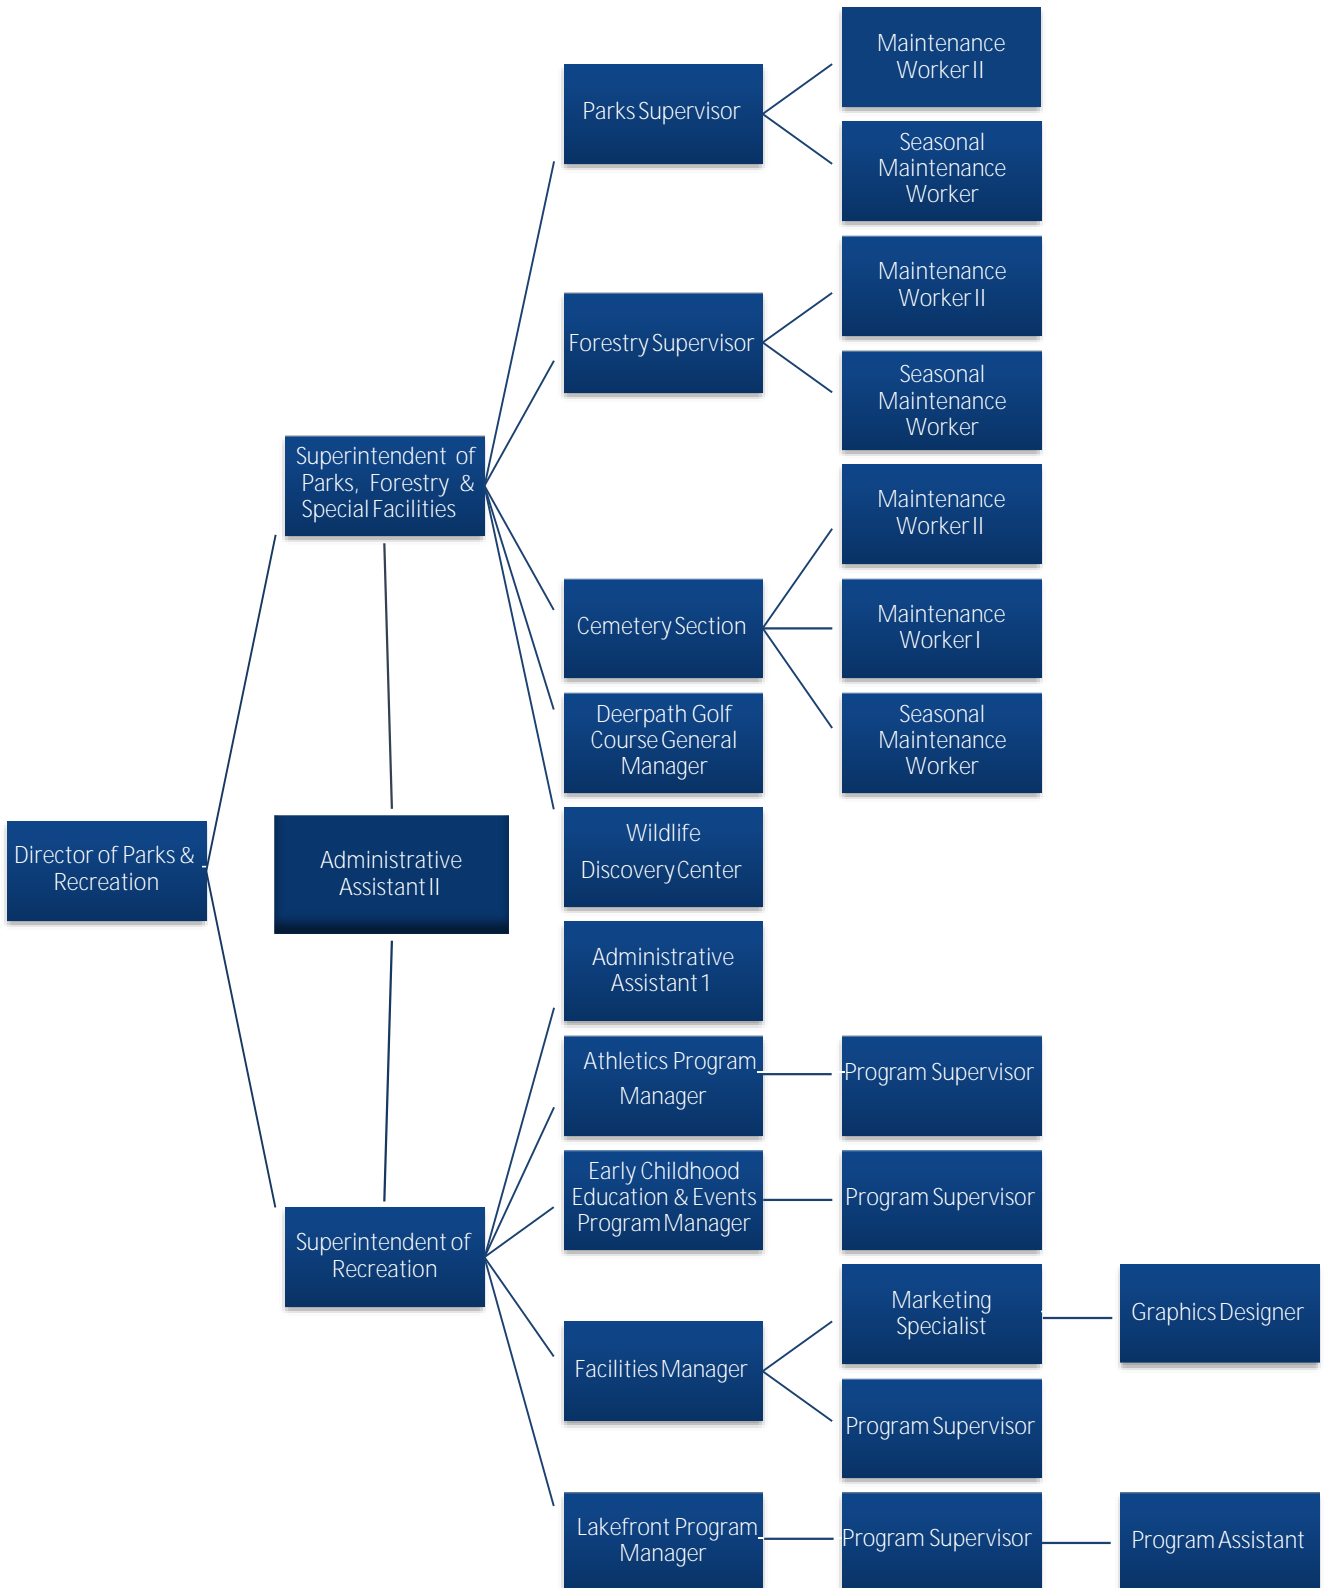 Maintenance
Worker II
Parks Supervisor
Seasonal
Maintenance
Worker
Maintenance
Worker II
Forestry Supervisor
Seasonal
Maintenance
Worker
Superintendent of
Parks, Forestry &
Special Facilities
Maintenance
Worker II
Cemetery Section
Maintenance
Worker I
Deerpath Golf
Course General
Manager
Seasonal
Maintenance
Worker
Director of Parks &
Recreation
Administrative
Assistant II
Wildlife
Discovery Center
Administrative
Assistant 1
Athletics Program
Manager
Program Supervisor
Early Childhood
Education & Events
Program Manager
Program Supervisor
Superintendent of
Recreation
Marketing
Specialist
Graphics Designer
Facilities Manager
Program Supervisor
Lakefront Program
Manager
Program Supervisor
Program Assistant